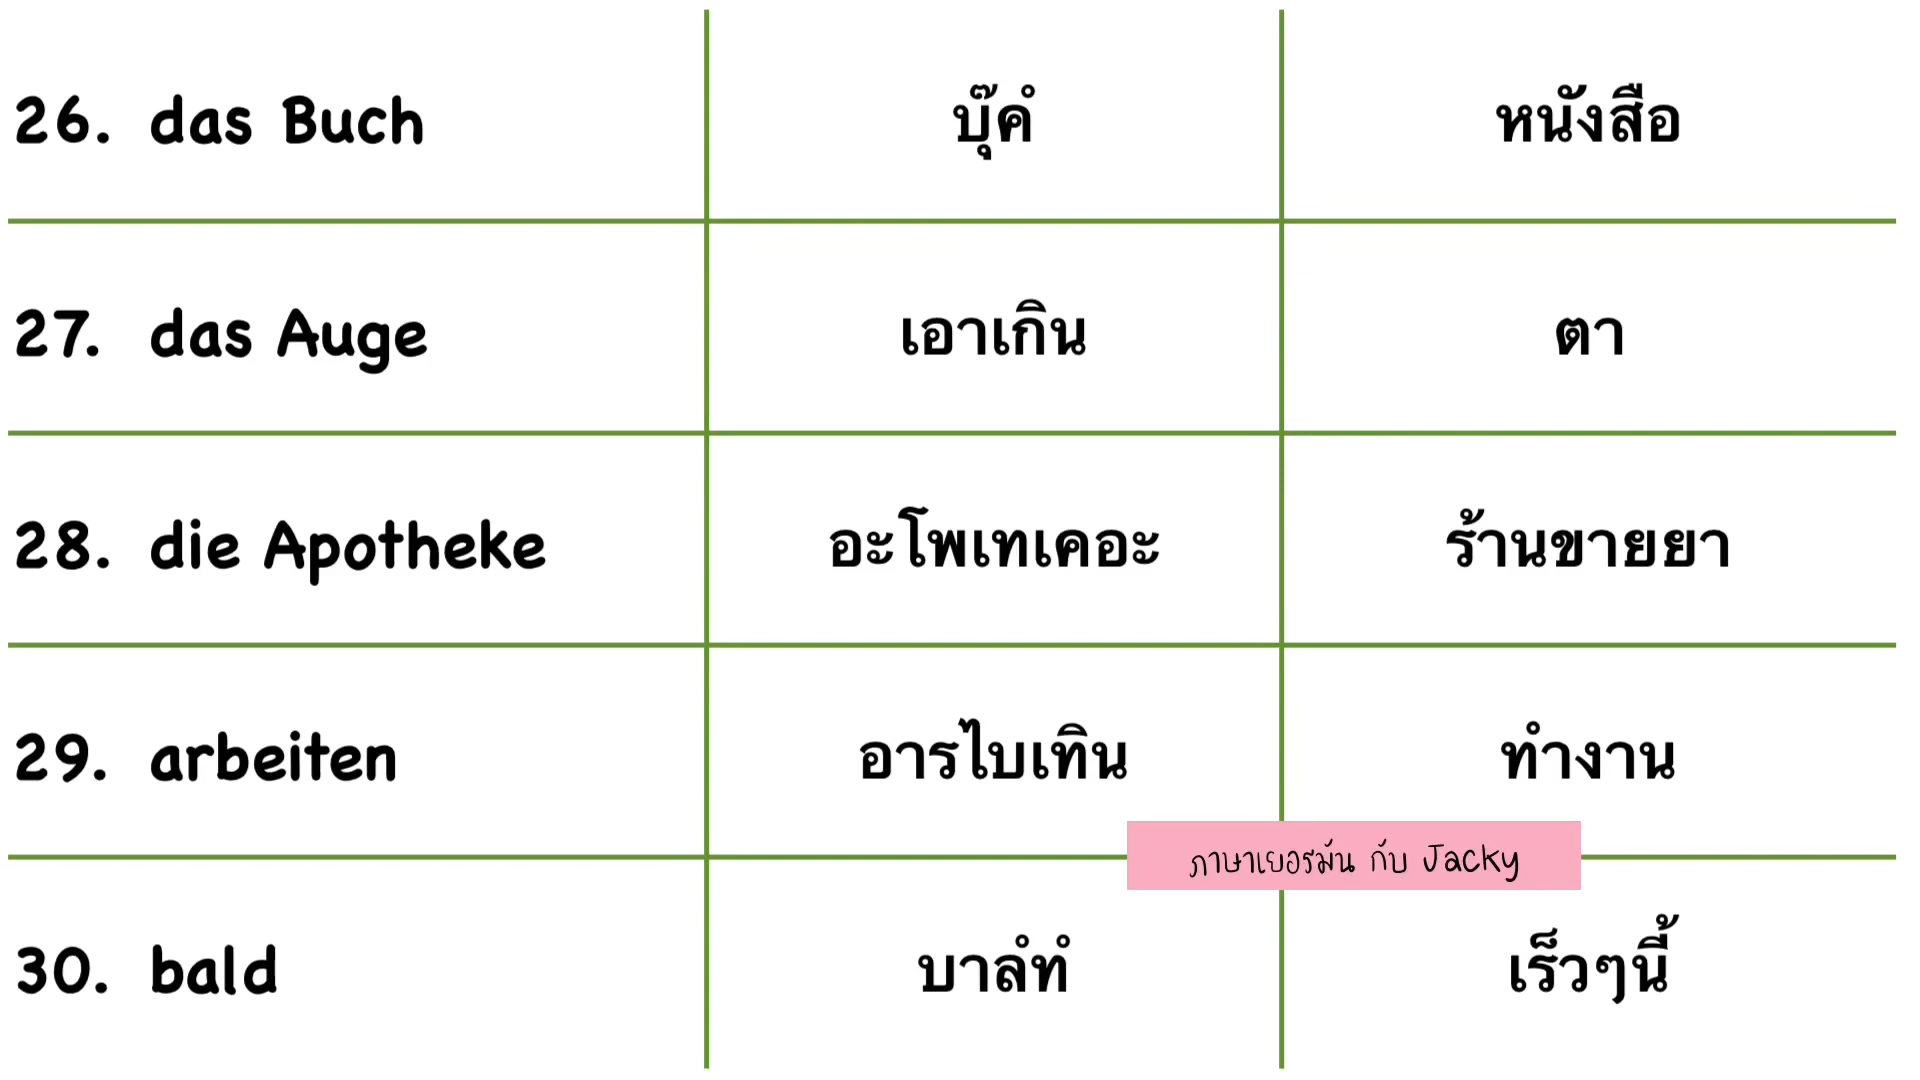 26. das Buch บุ๊คํ หนังสือ
27. das Auge เอาเกิน ตา
28. die Apotheke อะโพเทเคอะ ร้านขายยา
29. arbeiten อารไบเทิน ทำงาน
ภาษาเยอรมัน กับ Jacky
30. bald บาลํทํ เร็วๆนี้